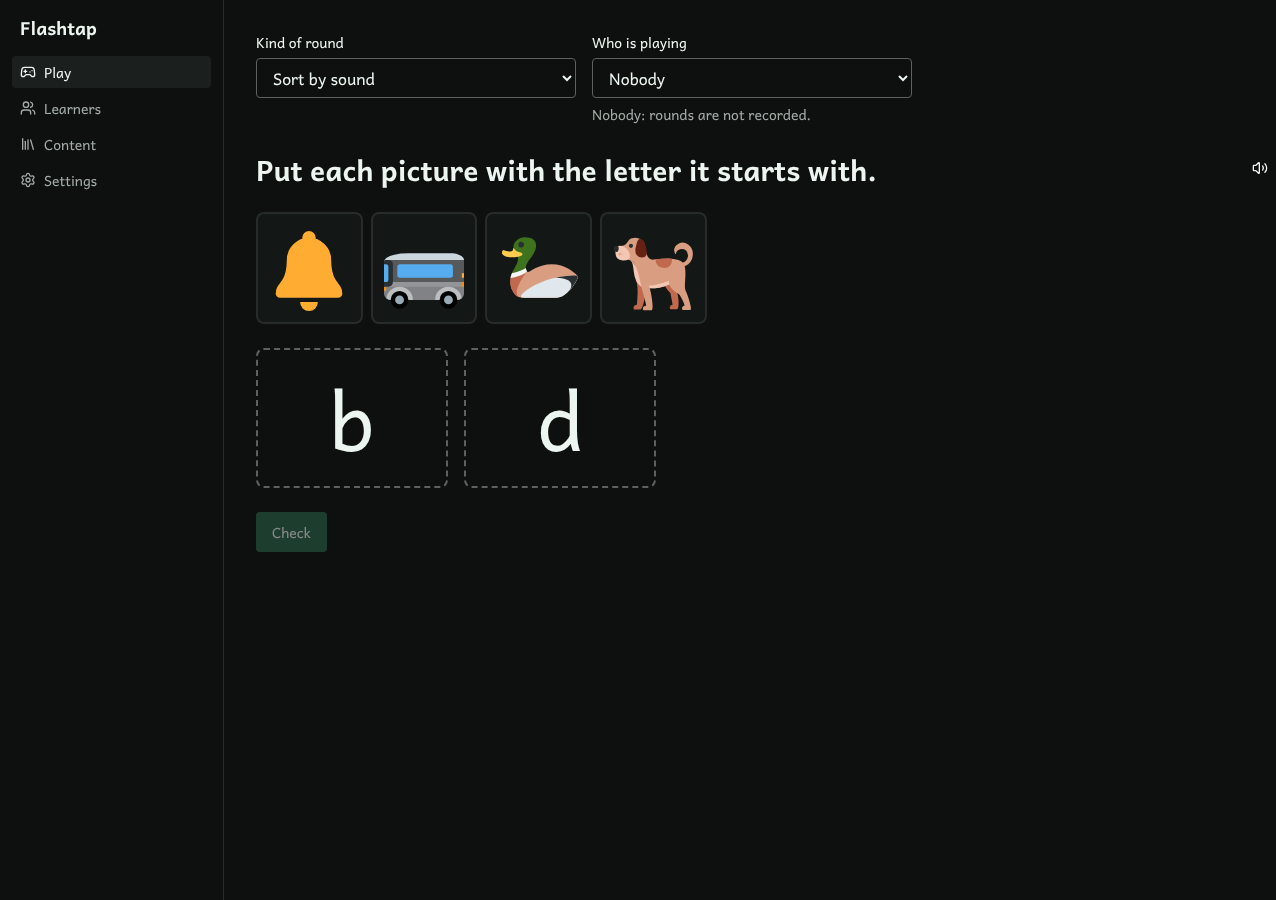 Flashtap
Play
Learners
Content
Settings
Kind of round
Who is playing
Sort by sound
Nobody
Nobody: rounds are not recorded.
Put each picture with the letter it starts with.
b
d
Check